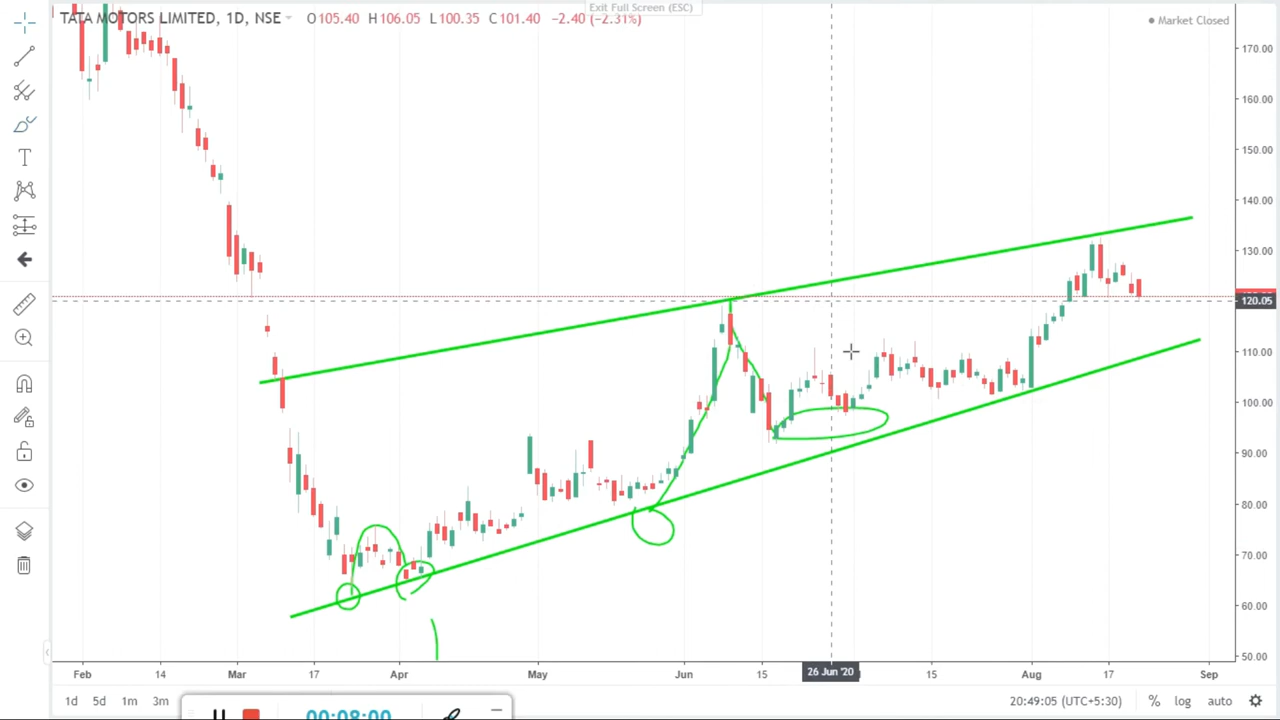 Exit Full Screen (ESC)
TATA MOTORS LIMITED, 1D, NSE O105.40 H106.05 L100.35 C101.40 −2.40 (−2.31%)
Market Closed
170.00
160.00
150.00
140.00
130.00
120.05
110.00
100.00
90.00
80.00
70.00
60.00
50.00
Feb 14 Mar 17 Apr May Jun 15 26 Jun '20 15 Aug 17 Sep
1d 5d 1m 3m 20:49:05 (UTC+5:30) % log auto
00:08:00